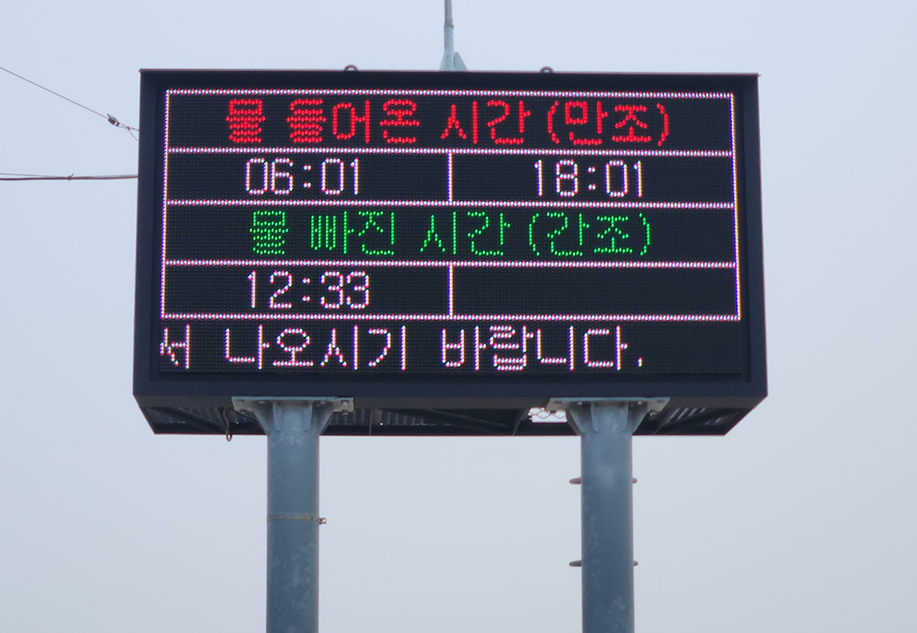 물 들어온 시간(만조)
06:01 18:01
물 빠진 시간(간조)
12:33
서 나오시기 바랍니다.